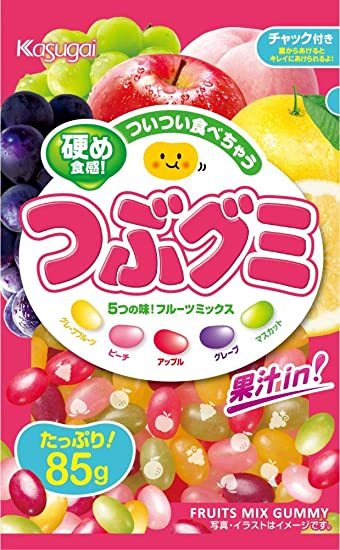 Kasugai
チャック付き
裏からあけると
キレイにあけられるよ!
ついつい食べちゃう
硬め
食感!
つぶグミ
5つの味!フルーツミックス
グレープフルーツ
ピーチ
アップル
グレープ
マスカット
果汁in!
たっぷり!
85g
FRUITS MIX GUMMY
写真・イラストはイメージです。